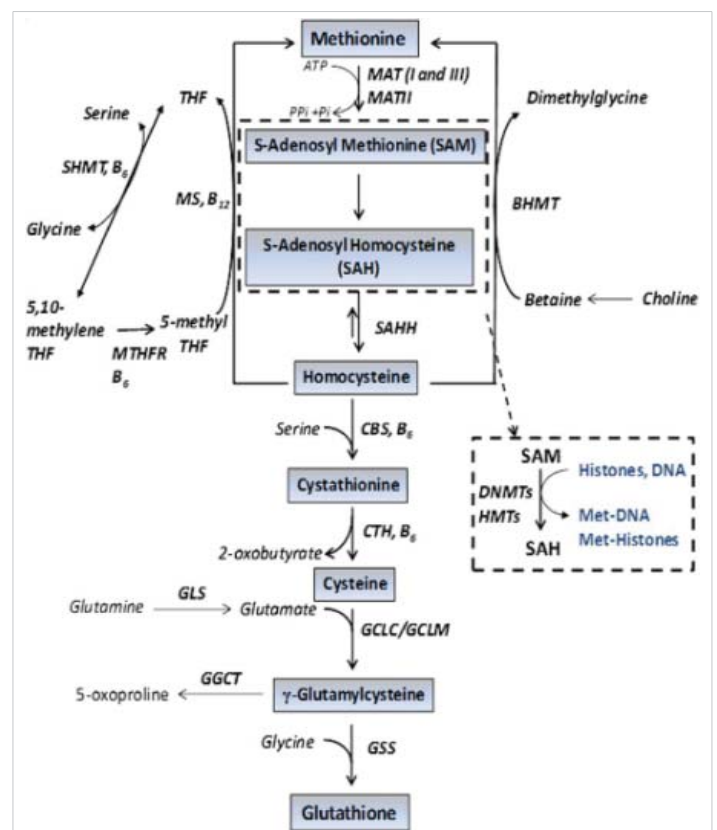 Methionine
ATP
MAT (I and III)
MATII
PPi +Pi
THF
Serine
SHMT, B6
Glycine
MS, B12
5,10-
methylene
THF
MTHFR
B6
5-methyl
THF
S-Adenosyl Methionine (SAM)
S-Adenosyl Homocysteine
(SAH)
SAHH
Dimethylglycine
BHMT
Betaine
Choline
Homocysteine
Serine
CBS, B6
Cystathionine
CTH, B6
2-oxobutyrate
Cysteine
SAM
Histones, DNA
DNMTs
HMTs
Met-DNA
Met-Histones
SAH
Glutamine
GLS
Glutamate
GCLC/GCLM
5-oxoproline
GGCT
γ-Glutamylcysteine
Glycine
GSS
Glutathione